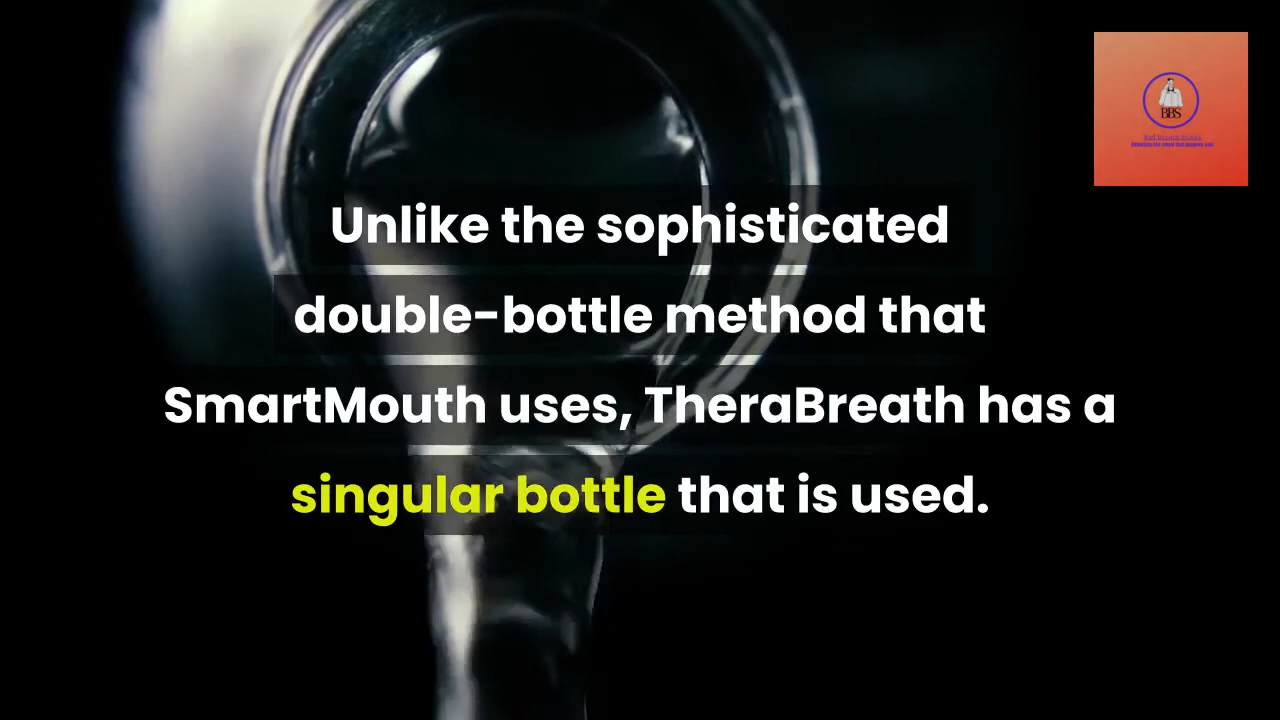 Unlike the sophisticated
double-bottle method that
SmartMouth uses, TheraBreath has a
singular bottle that is used.
BBS